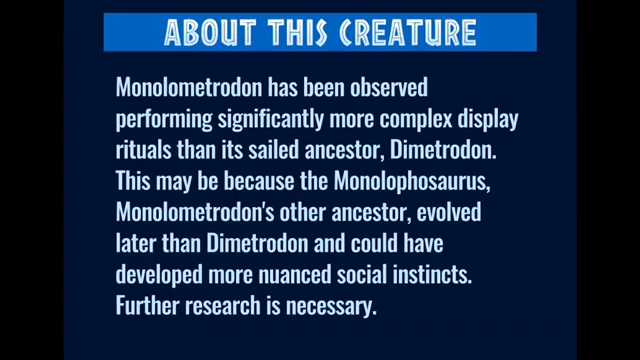 ABOUT THIS CREATURE
Monolometrodon has been observed
performing significantly more complex display
rituals than its sailed ancestor, Dimetrodon.
This may be because the Monolophosaurus,
Monolometrodon's other ancestor, evolved
later than Dimetrodon and could have
developed more nuanced social instincts.
Further research is necessary.